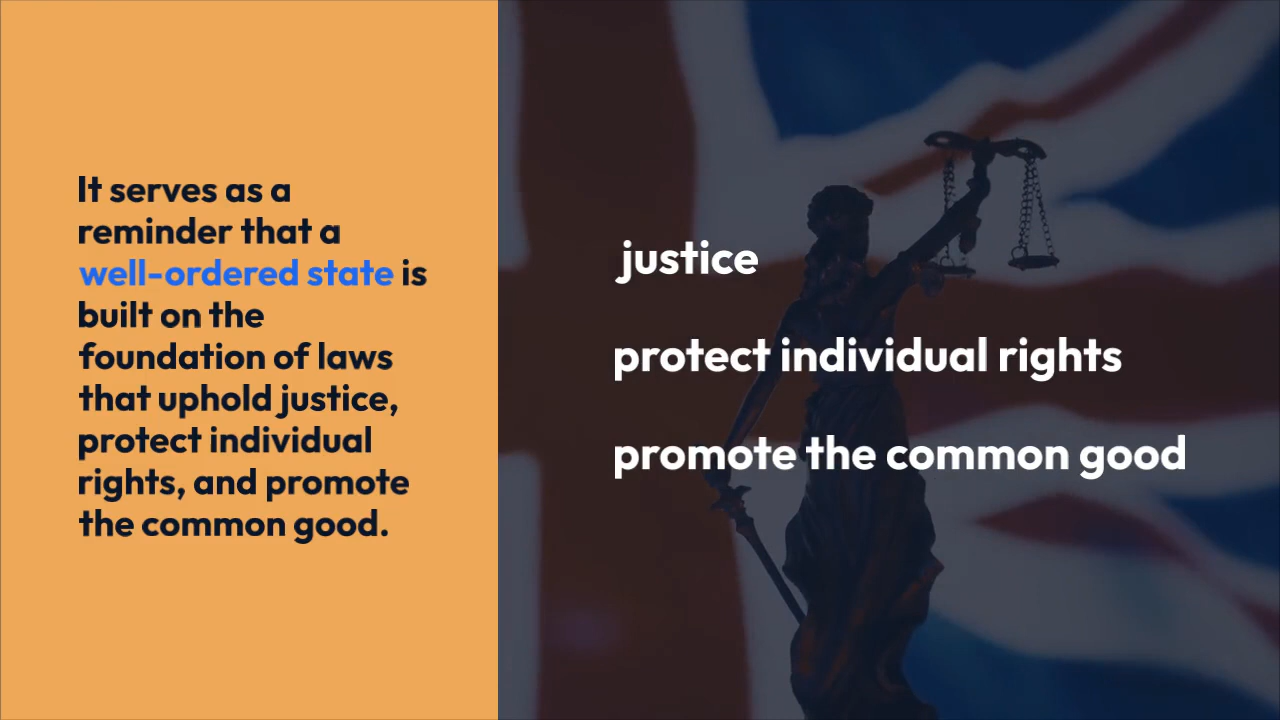 It serves as a
reminder that a
well-ordered state is
built on the
foundation of laws
that uphold justice,
protect individual
rights, and promote
the common good.
justice
protect individual rights
promote the common good